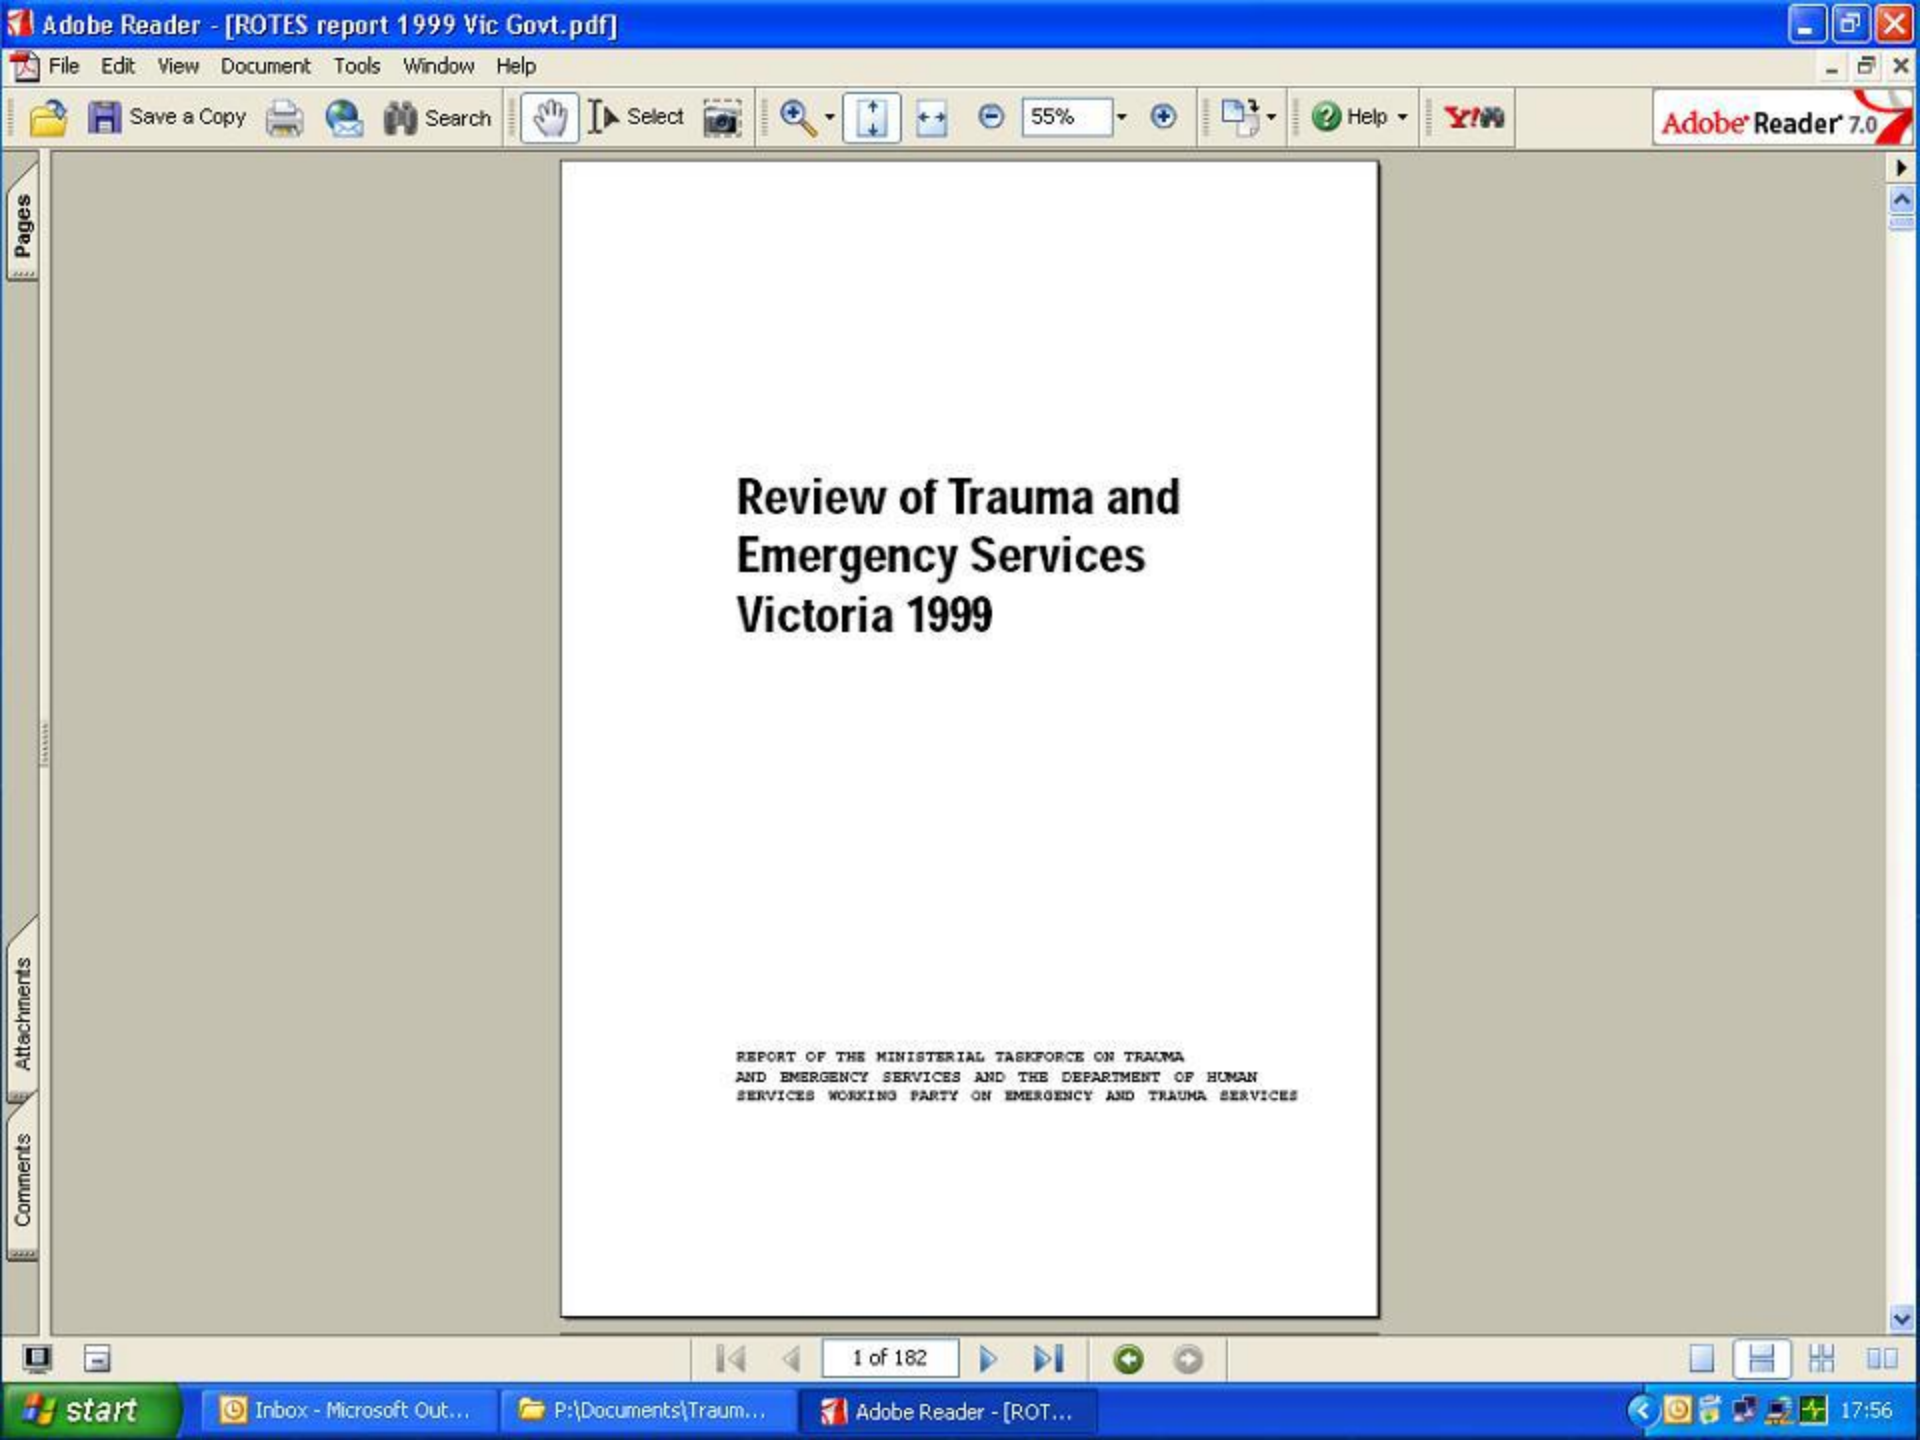 Adobe Reader - [ROTES report 1999 Vic Govt.pdf]
File Edit View Document Tools Window Help
Save a Copy Search Select 55% Help Y! Adobe Reader 7.0
Pages
Review of Trauma and
Emergency Services
Victoria 1999
Attachments
REPORT OF THE MINISTERIAL TASKFORCE ON TRAUMA
AND EMERGENCY SERVICES AND THE DEPARTMENT OF HUMAN
SERVICES WORKING PARTY ON EMERGENCY AND TRAUMA SERVICES
Comments
1 of 182
start Inbox - Microsoft Out... P:\Documents\Traum... Adobe Reader - [ROT... 17:56